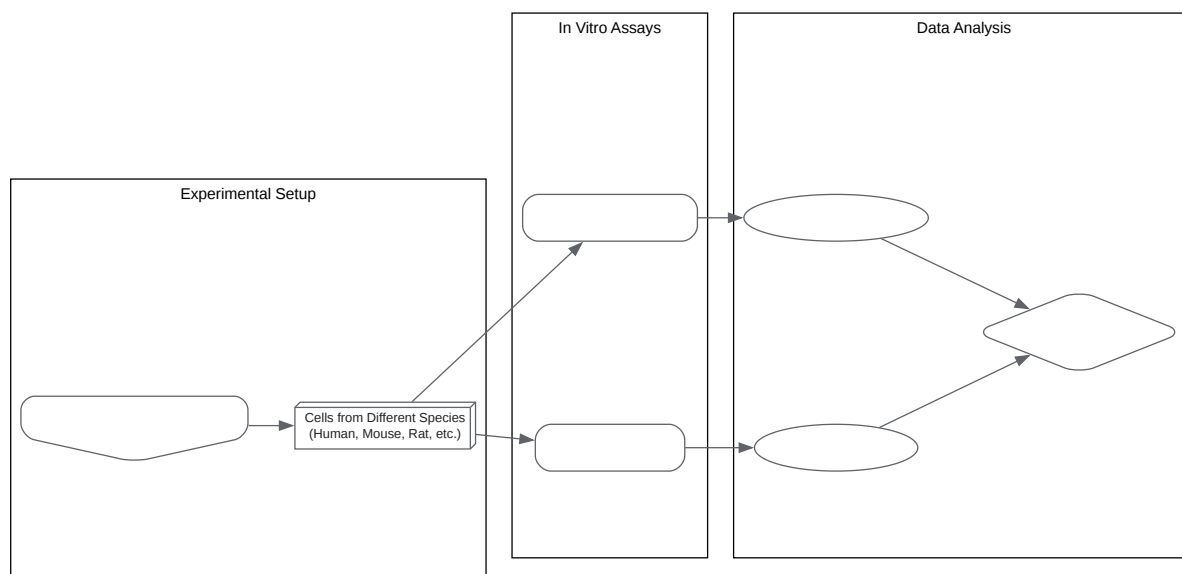 In Vitro Assays
Data Analysis
Experimental Setup
Cells from Different Species
(Human, Mouse, Rat, etc.)